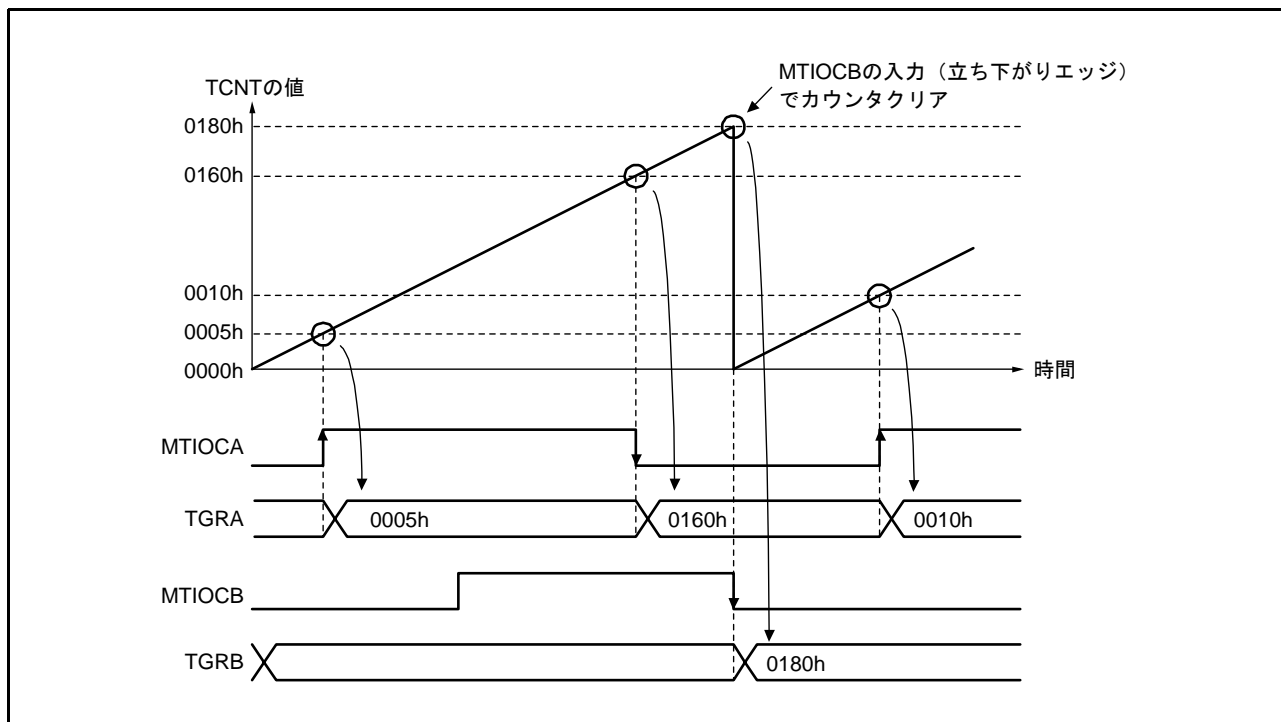 MTIOCBの入力（立ち下がりエッジ）
でカウンタクリア
TCNTの値
0180h
0160h
0010h
0005h
0000h
時間
MTIOCA
TGRA
0005h
0160h
0010h
MTIOCB
TGRB
0180h